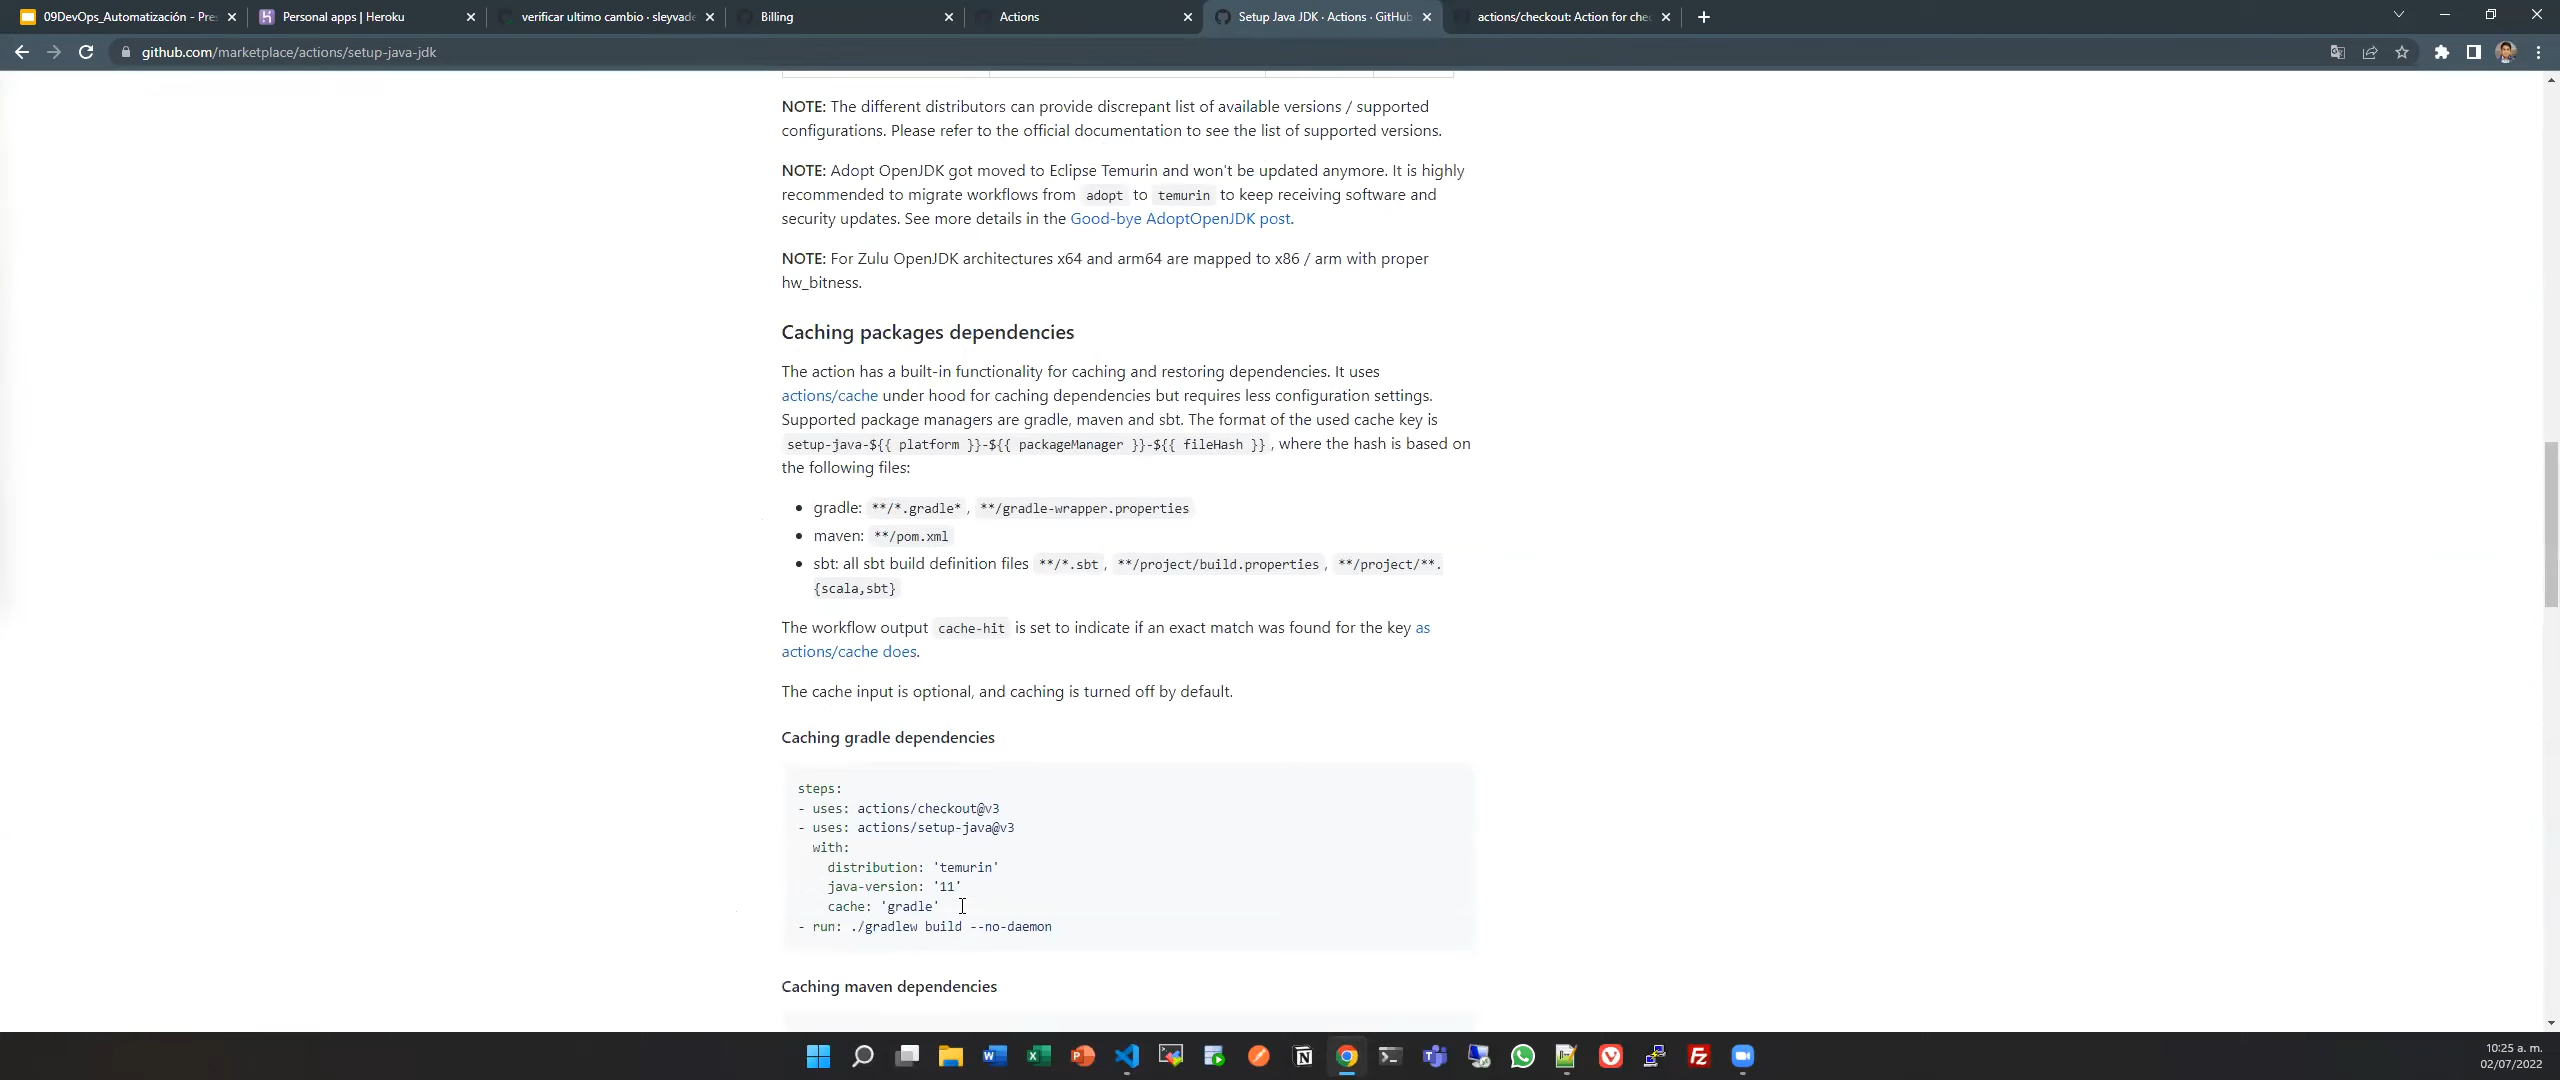 09DevOps_Automatización - Pres
Personal apps | Heroku
verificar ultimo cambio · sleyvade
Billing
Actions
Setup Java JDK · Actions · GitHub
actions/checkout: Action for chec
github.com/marketplace/actions/setup-java-jdk
NOTE: The different distributors can provide discrepant list of available versions / supported
configurations. Please refer to the official documentation to see the list of supported versions.
NOTE: Adopt OpenJDK got moved to Eclipse Temurin and won't be updated anymore. It is highly
recommended to migrate workflows from adopt to temurin to keep receiving software and
security updates. See more details in the Good-bye AdoptOpenJDK post.
NOTE: For Zulu OpenJDK architectures x64 and arm64 are mapped to x86 / arm with proper
hw_bitness.
Caching packages dependencies
The action has a built-in functionality for caching and restoring dependencies. It uses
actions/cache under hood for caching dependencies but requires less configuration settings.
Supported package managers are gradle, maven and sbt. The format of the used cache key is
setup-java-${{ platform }}-${{ packageManager }}-${{ fileHash }}, where the hash is based on
the following files:
• gradle: **/*.gradle*, **/gradle-wrapper.properties
• maven: **/pom.xml
• sbt: all sbt build definition files **/*.sbt, **/project/build.properties, **/project/**.
{scala,sbt}
The workflow output cache-hit is set to indicate if an exact match was found for the key as
actions/cache does.
The cache input is optional, and caching is turned off by default.
Caching gradle dependencies
steps:
- uses: actions/checkout@v3
- uses: actions/setup-java@v3
with:
distribution: 'temurin'
java-version: '11'
cache: 'gradle'
- run: ./gradlew build --no-daemon
Caching maven dependencies
10:25 a. m.
02/07/2022